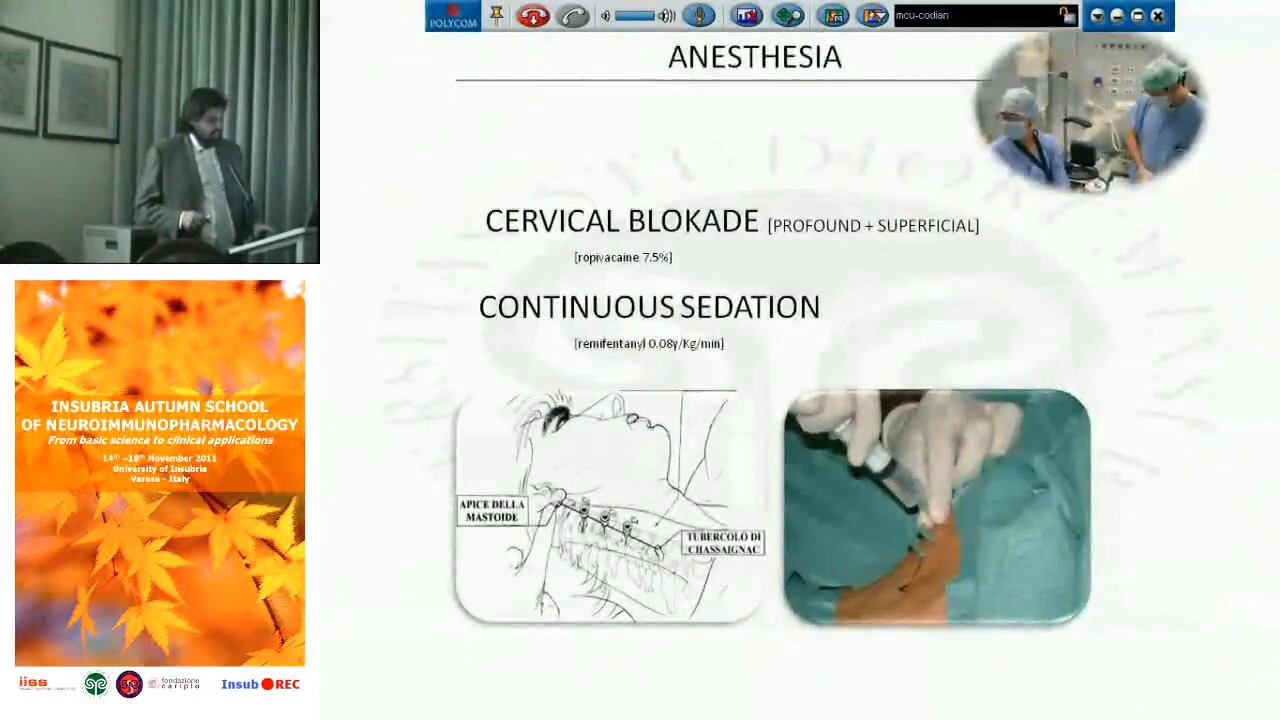 POLYCOM
mcu-codian
ANESTHESIA
CERVICAL BLOKADE [PROFOUND + SUPERFICIAL]
[ropivacaine 7.5%]
CONTINUOUS SEDATION
[remifentanyl 0.08γ/Kg/min]
APICE DELLA
MASTOIDE
TUBERCOLO DI
CHASSAIGNAC
INSUBRIA AUTUMN SCHOOL
OF NEUROIMMUNOPHARMACOLOGY
From basic science to clinical applications
14th –18th November 2011
University of Insubria
Varese - Italy
iiss
fondazione
cariplo
Insub REC